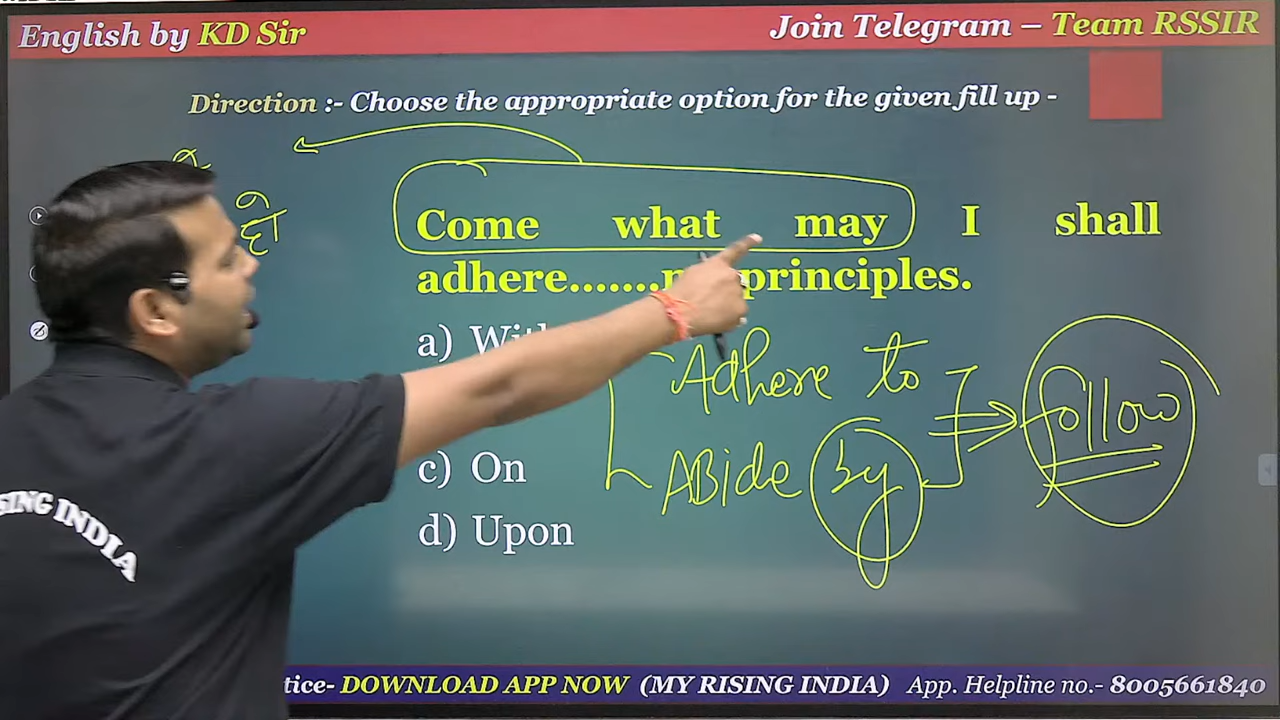 English by KD Sir
Join Telegram – Team RSSIR
Direction :- Choose the appropriate option for the given fill up -
Come what may I shall
adhere....... principles.
a)
Adhere to
follow
c) On
ABide by
d) Upon
SING INDIA
tice- DOWNLOAD APP NOW (MY RISING INDIA) App. Helpline no.- 8005661840